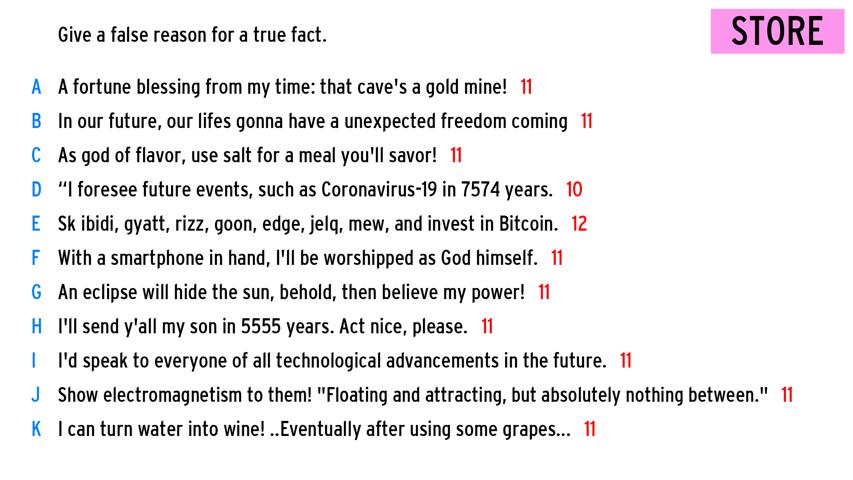 Give a false reason for a true fact.
STORE
A A fortune blessing from my time: that cave's a gold mine! 11
B In our future, our lifes gonna have a unexpected freedom coming 11
C As god of flavor, use salt for a meal you'll savor! 11
D “I foresee future events, such as Coronavirus-19 in 7574 years. 10
E Sk ibidi, gyatt, rizz, goon, edge, jelq, mew, and invest in Bitcoin. 12
F With a smartphone in hand, I'll be worshipped as God himself. 11
G An eclipse will hide the sun, behold, then believe my power! 11
H I'll send y'all my son in 5555 years. Act nice, please. 11
I I'd speak to everyone of all technological advancements in the future. 11
J Show electromagnetism to them! "Floating and attracting, but absolutely nothing between." 11
K I can turn water into wine! ..Eventually after using some grapes... 11